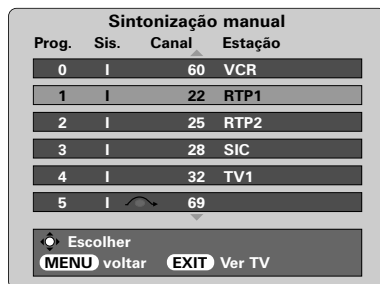 Sintonização manual
Prog. Sis. Canal Estação
0 I 60 VCR
1 I 22 RTP1
2 I 25 RTP2
3 I 28 SIC
4 I 32 TV1
5 I 69
Escolher
MENU voltar EXIT Ver TV